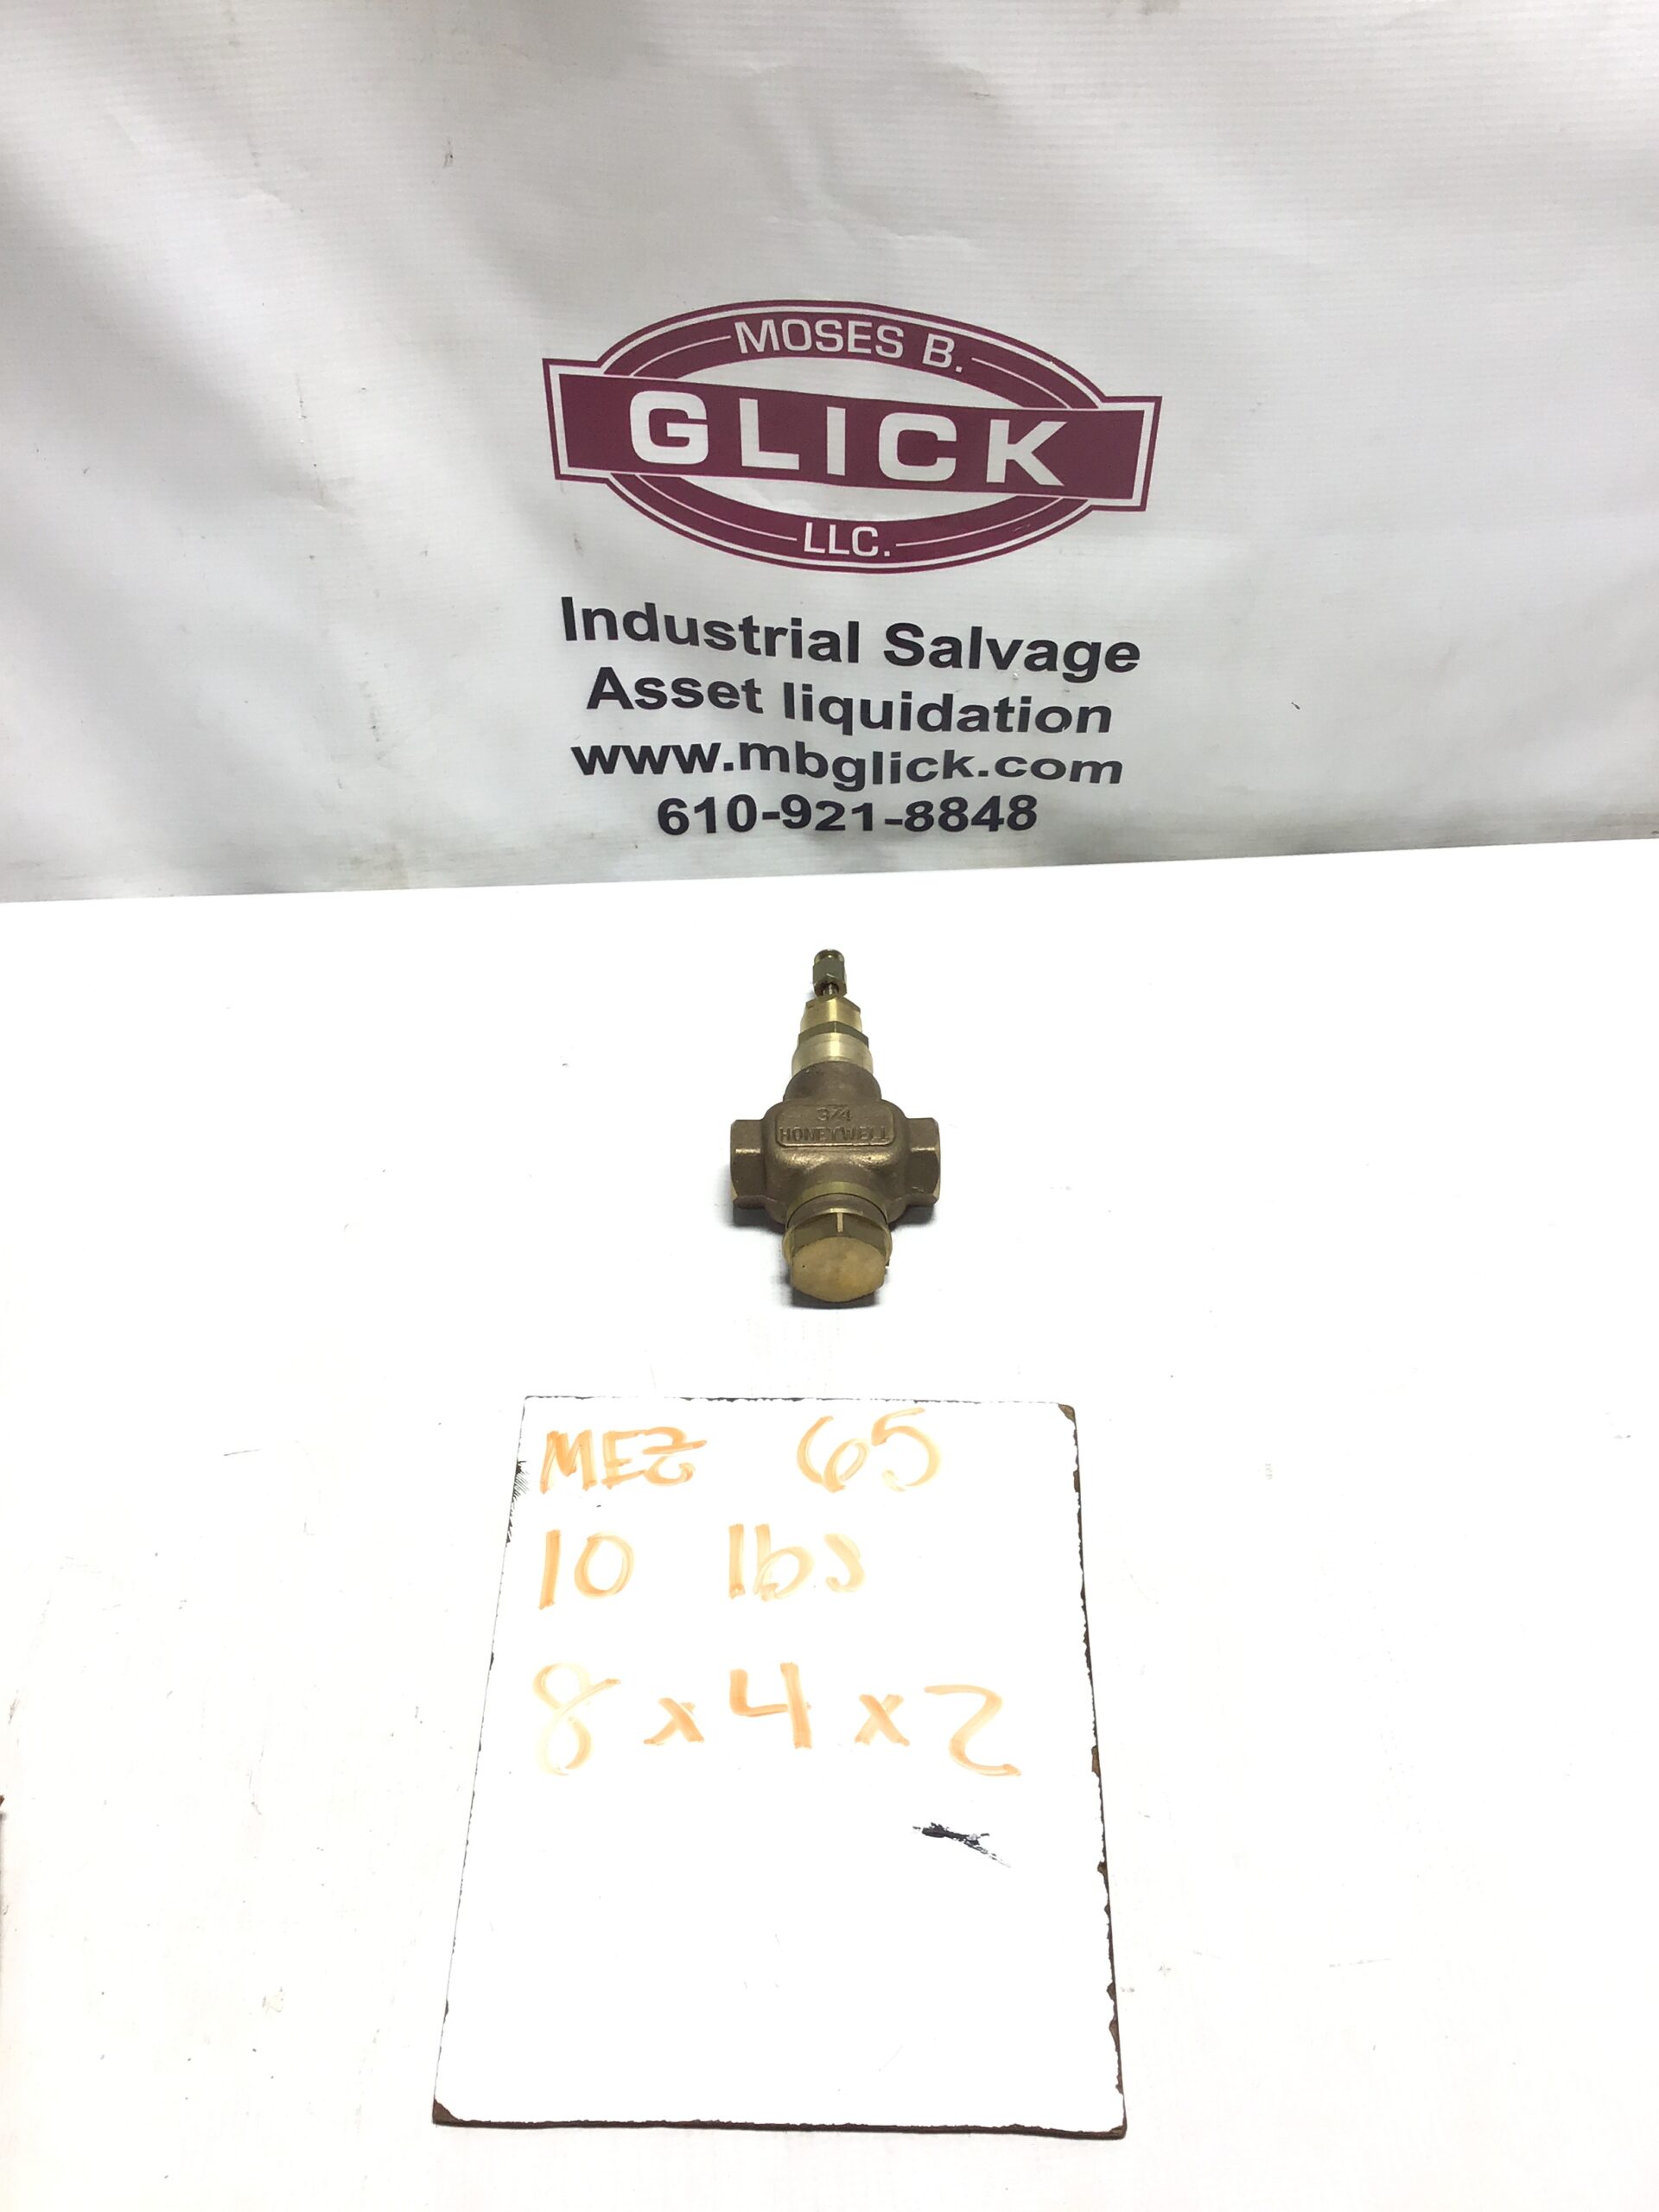 MOSES B.
GLICK
LLC.
Industrial Salvage
Asset liquidation
www.mbglick.com
610-921-8848
3/4
HONEYWELL
MEZ 65
10 lbs
8 x 4 x 2